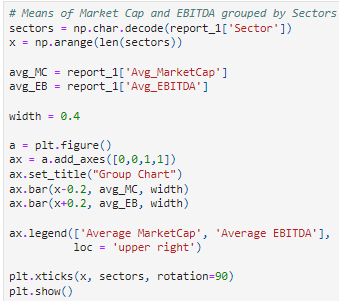 # Means of Market Cap and EBITDA grouped by Sectors
sectors = np.char.decode(report_1['Sector'])
x = np.arange(len(sectors))
avg_MC = report_1['Avg_MarketCap']
avg_EB = report_1['Avg_EBITDA']
width = 0.4
a = plt.figure()
ax = a.add_axes([0,0,1,1])
ax.set_title("Group Chart")
ax.bar(x-0.2, avg_MC, width)
ax.bar(x+0.2, avg_EB, width)
ax.legend(['Average MarketCap', 'Average EBITDA'],
loc = 'upper right')
plt.xticks(x, sectors, rotation=90)
plt.show()